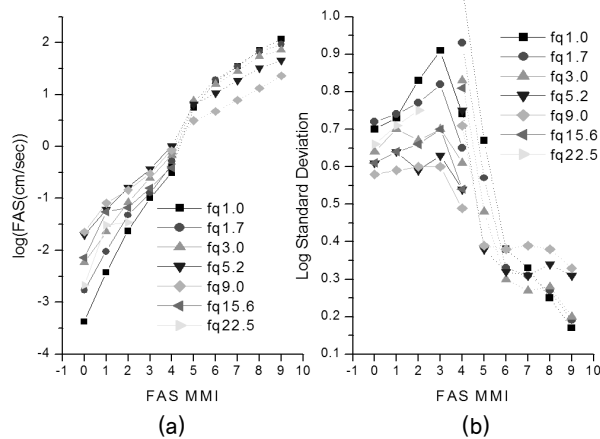 2
1
0
-1
-2
-3
-4
log(FAS(cm/sec))
-1 0 1 2 3 4 5 6 7 8 9 10
FAS MMI
fq1.0
fq1.7
fq3.0
fq5.2
fq9.0
fq15.6
fq22.5
(a)
1.0
0.9
0.8
0.7
0.6
0.5
0.4
0.3
0.2
0.1
Log Standard Deviation
-1 0 1 2 3 4 5 6 7 8 9 10
FAS MMI
fq1.0
fq1.7
fq3.0
fq5.2
fq9.0
fq15.6
fq22.5
(b)